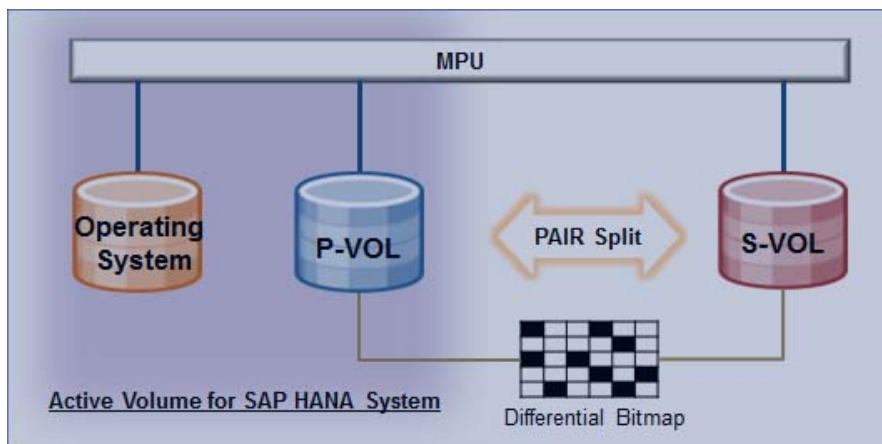 MPU
Operating
System
P-VOL
PAIR Split
S-VOL
Active Volume for SAP HANA System
Differential Bitmap